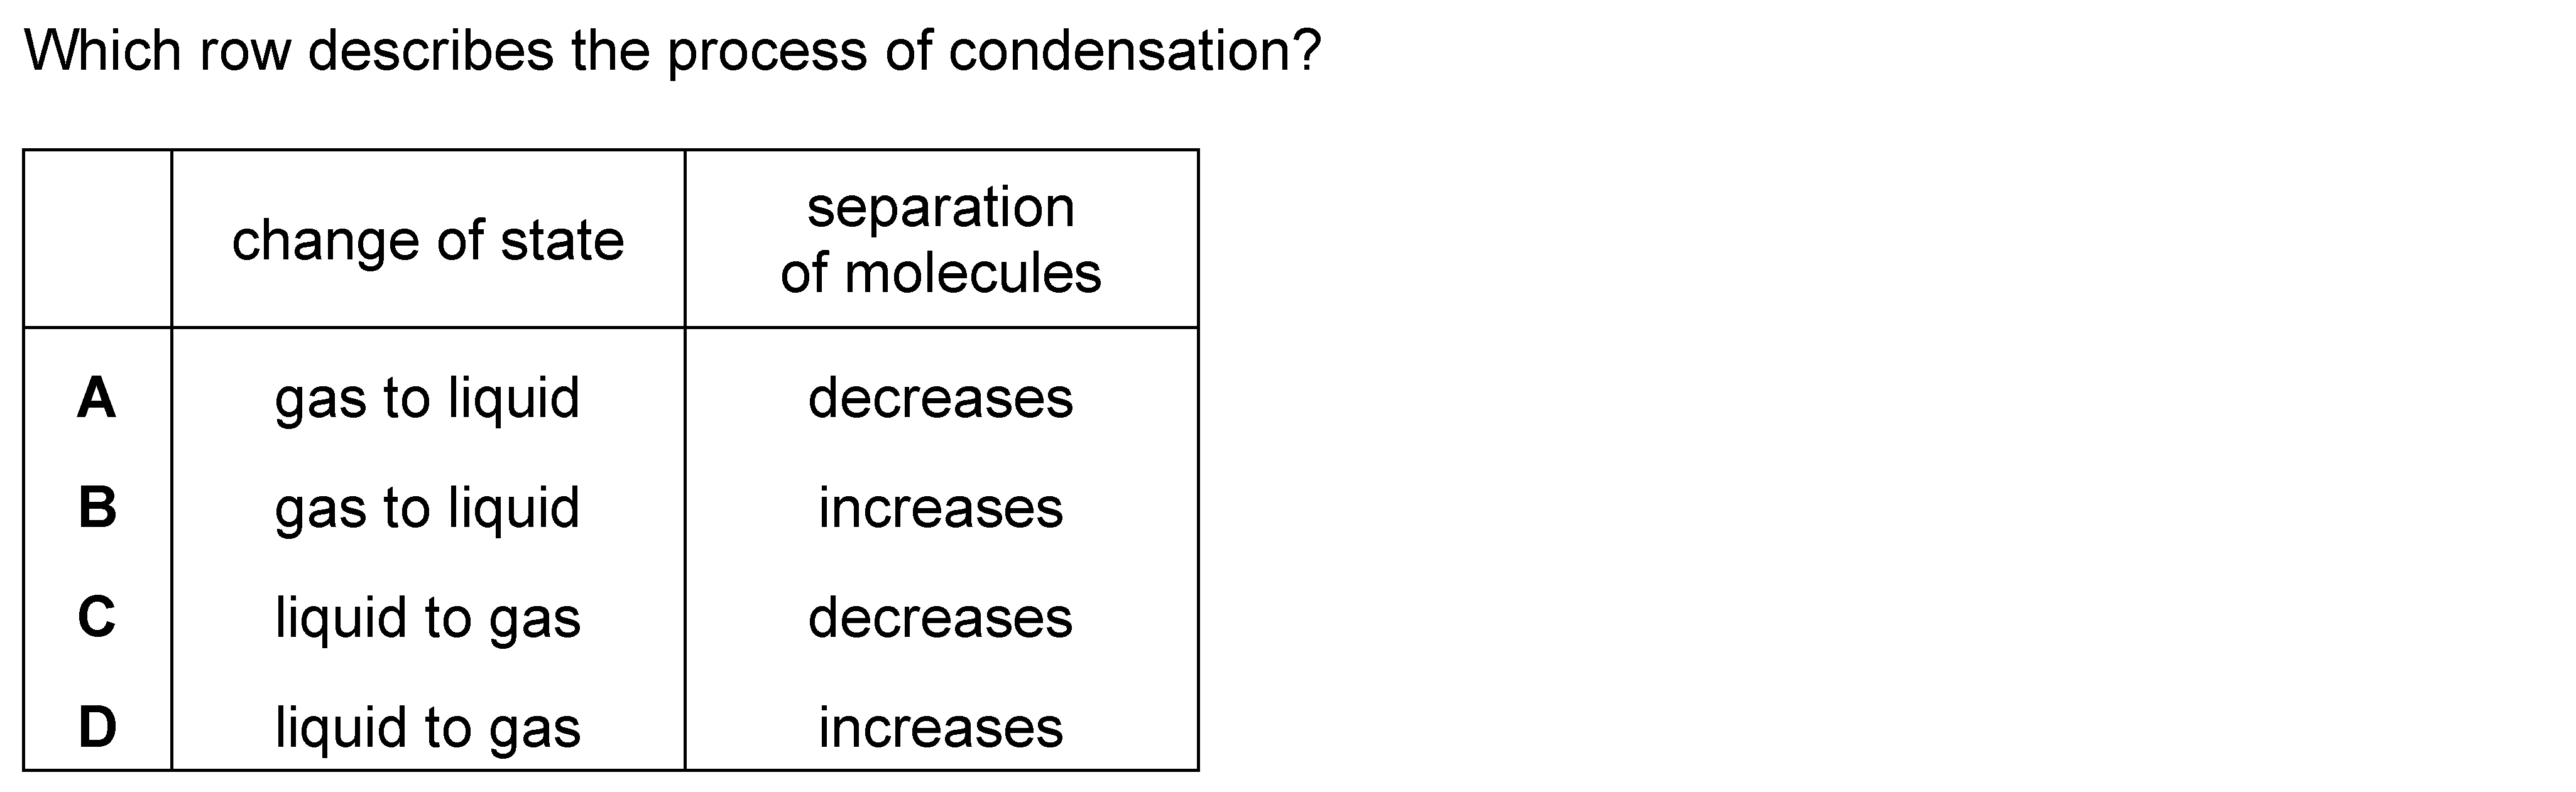 Which row describes the process of condensation?
change of state
separation
of molecules
A gas to liquid decreases
B gas to liquid increases
C liquid to gas decreases
D liquid to gas increases